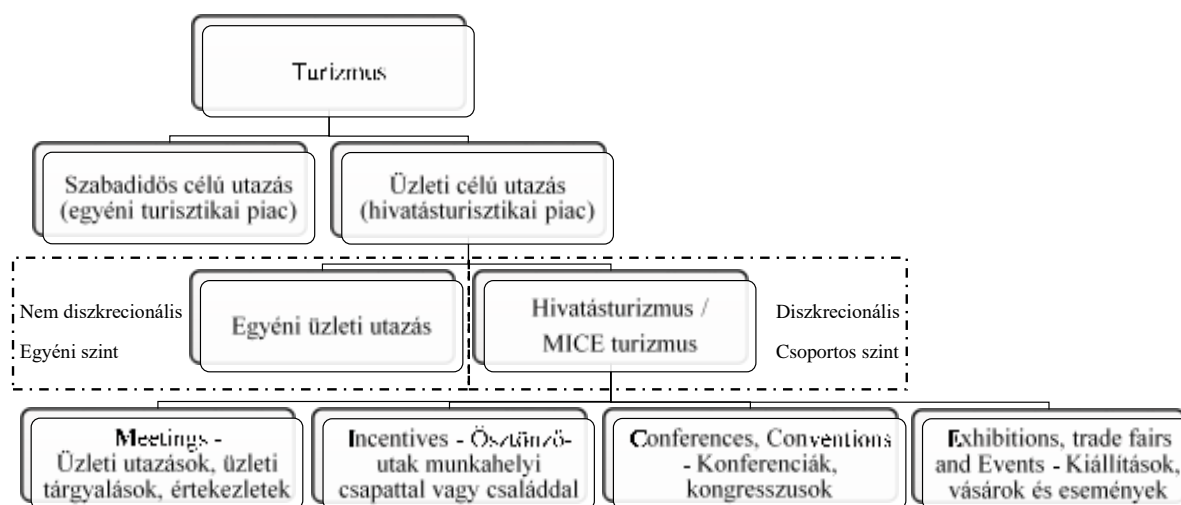 Turizmus
Szabadidős célú utazás
(egyéni turisztikai piac)
Üzleti célú utazás
(hivatásturisztikai piac)
Nem diszkrecionális
Egyéni szint
Egyéni üzleti utazás
Hivatásturizmus /
MICE turizmus
Diszkrecionális
Csoportos szint
Meetings -
Üzleti utazások, üzleti
tárgyalások, értekezletek
Incentives - Ösztönző-
utak munkahelyi
csapattal vagy családdal
Conferences, Conventions
- Konferenciák,
kongresszusok
Exhibitions, trade fairs
and Events - Kiállítások,
vásárok és események